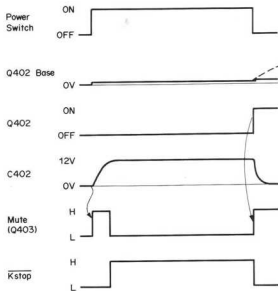 Power
Switch
ON
OFF
Q402 Base
0V
Q402
ON
OFF
C402
12V
0V
Mute
(Q403)
H
L
Kstop
H
L